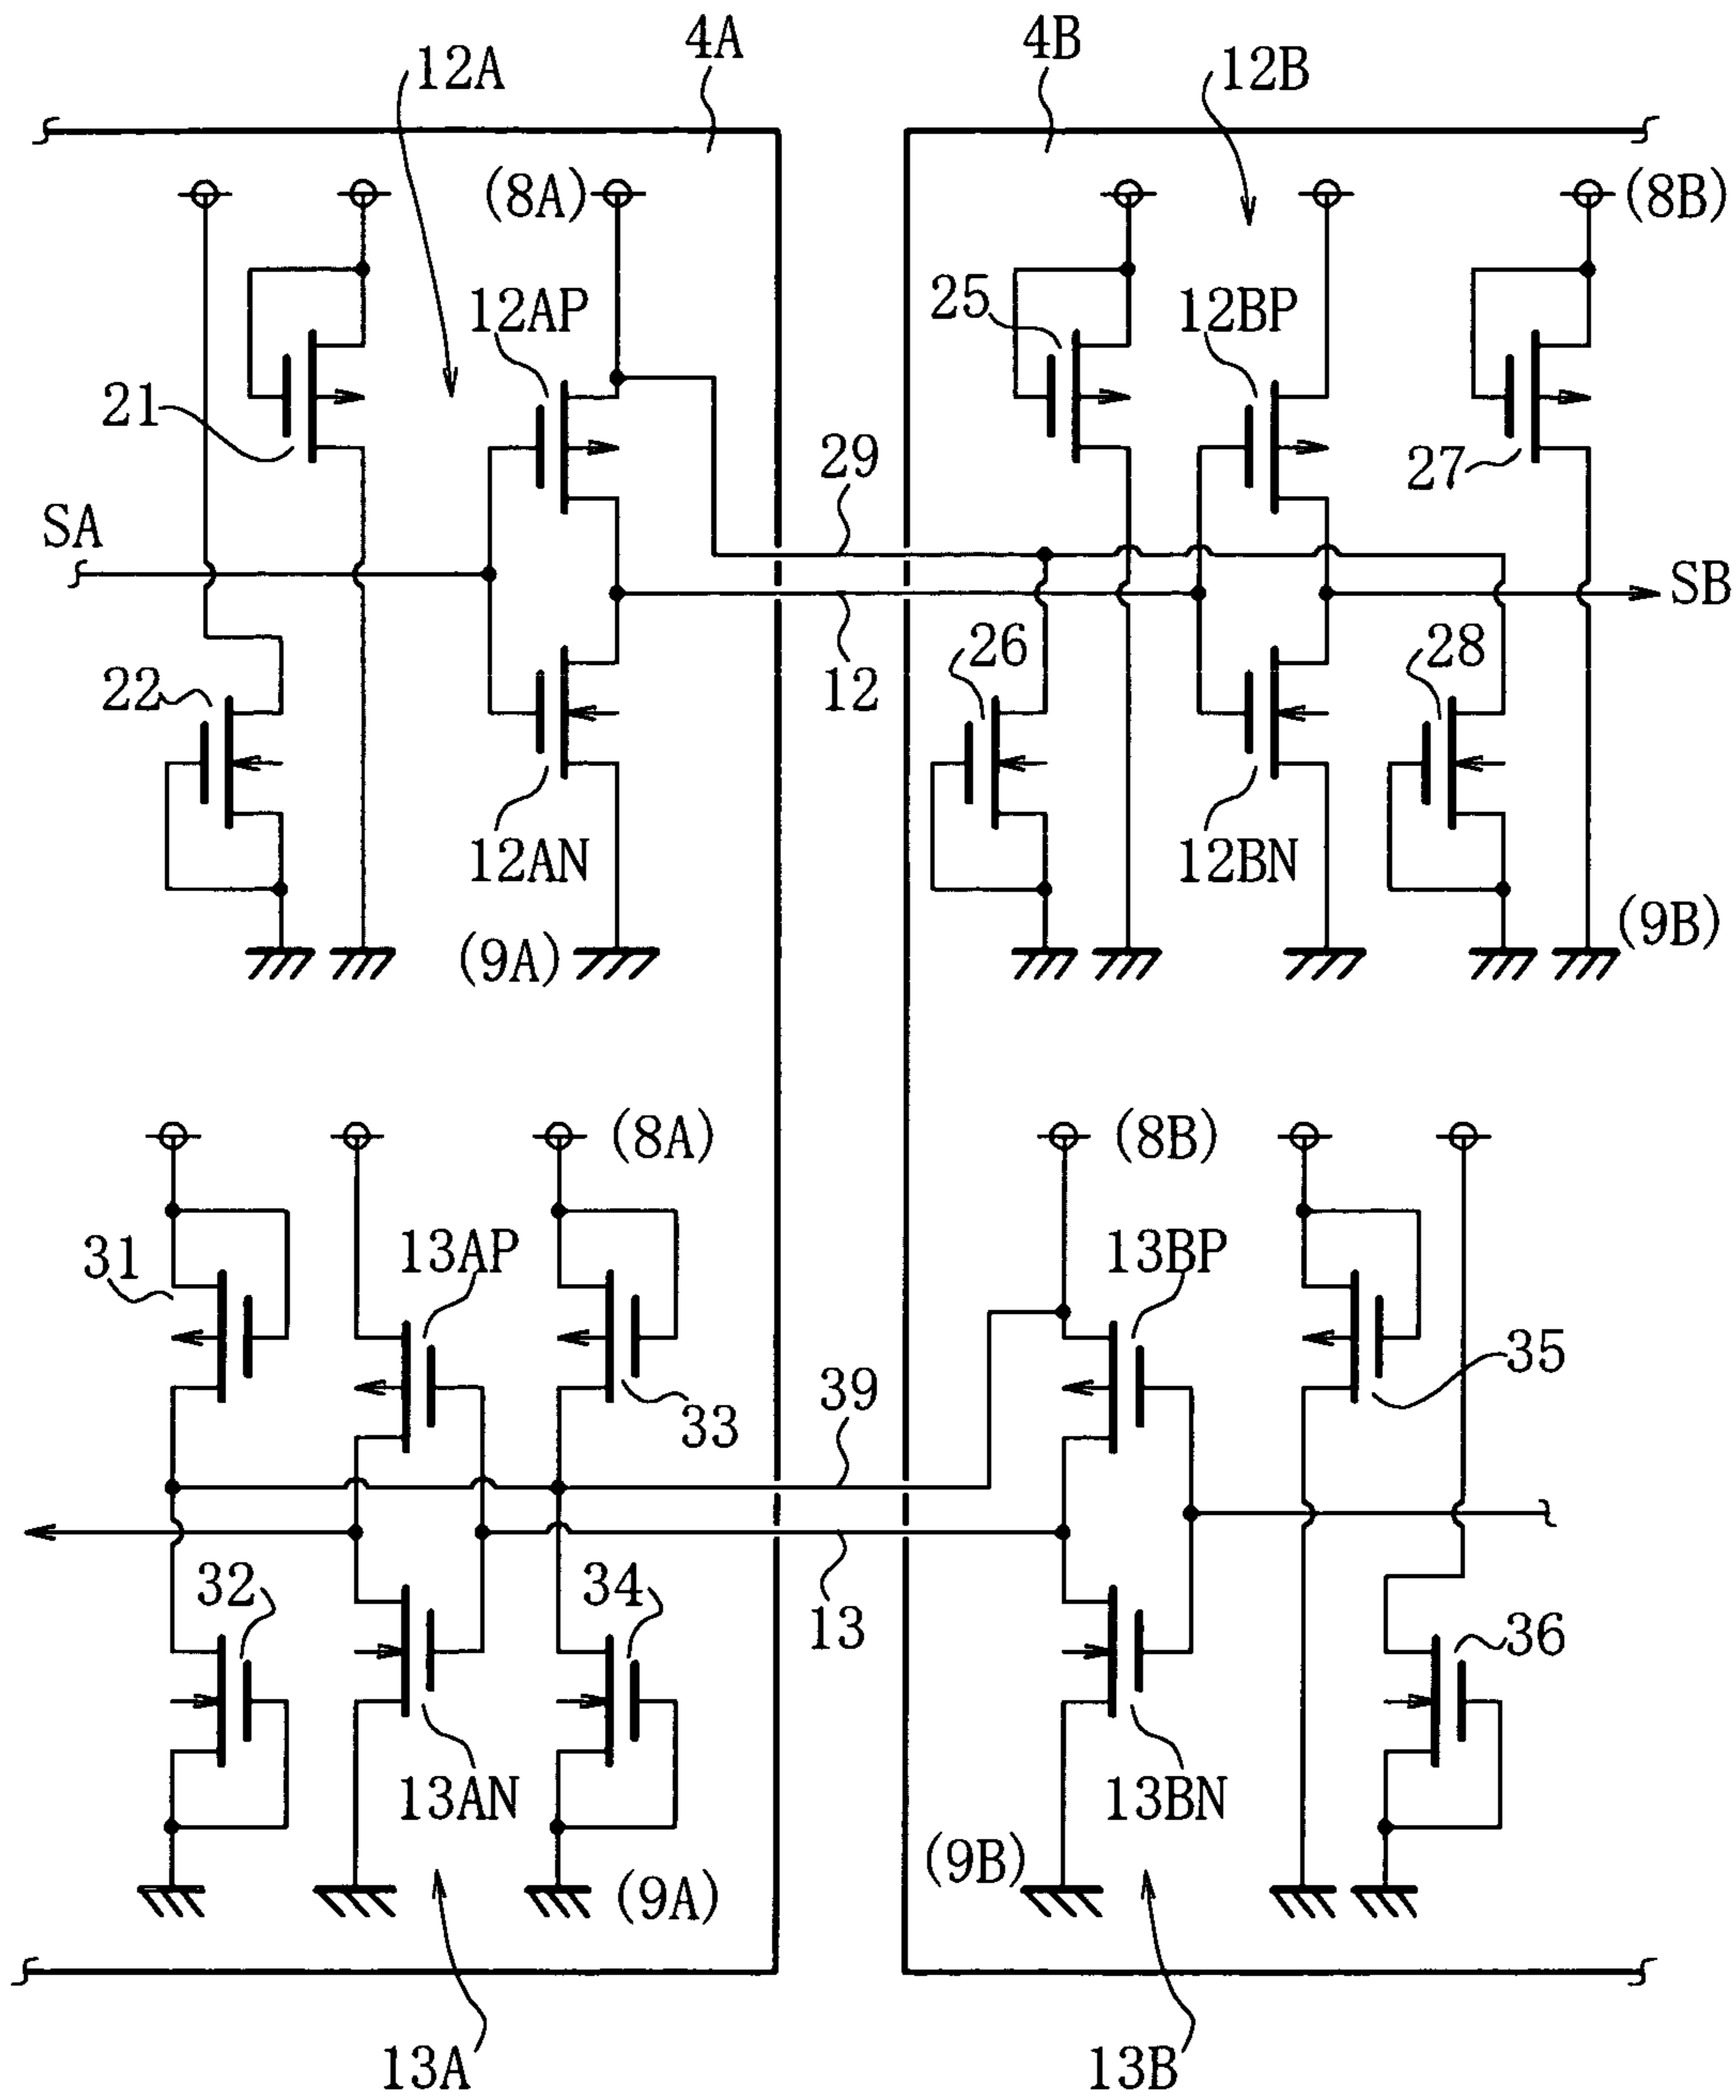 4A
4B
12A
12B
(8A)
(8B)
12AP
25
12BP
21
29
27
SA
SB
22
12
26
28
12AN
12BN
(9A)
(9B)
(8A)
(8B)
31
13AP
13BP
35
39
33
32
34
13
36
13AN
13BN
(9A)
(9B)
13A
13B